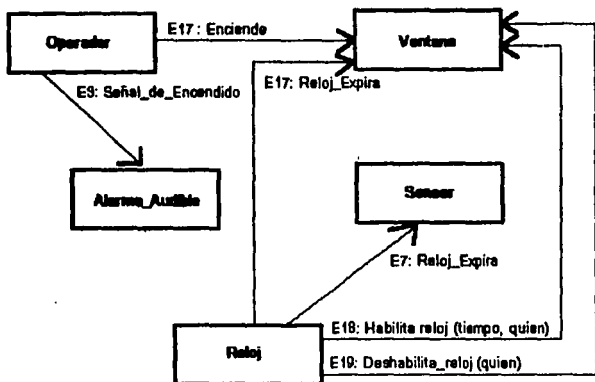 E17 : Enciende
Operador
Ventana
E17: Reloj_Expira
E9: Señal_de_Encendido
Alarma_Audible
Sensor
E7: Reloj_Expira
E18: Habilita reloj (tiempo, quien)
Reloj
E19: Deshabilita_reloj (quien)